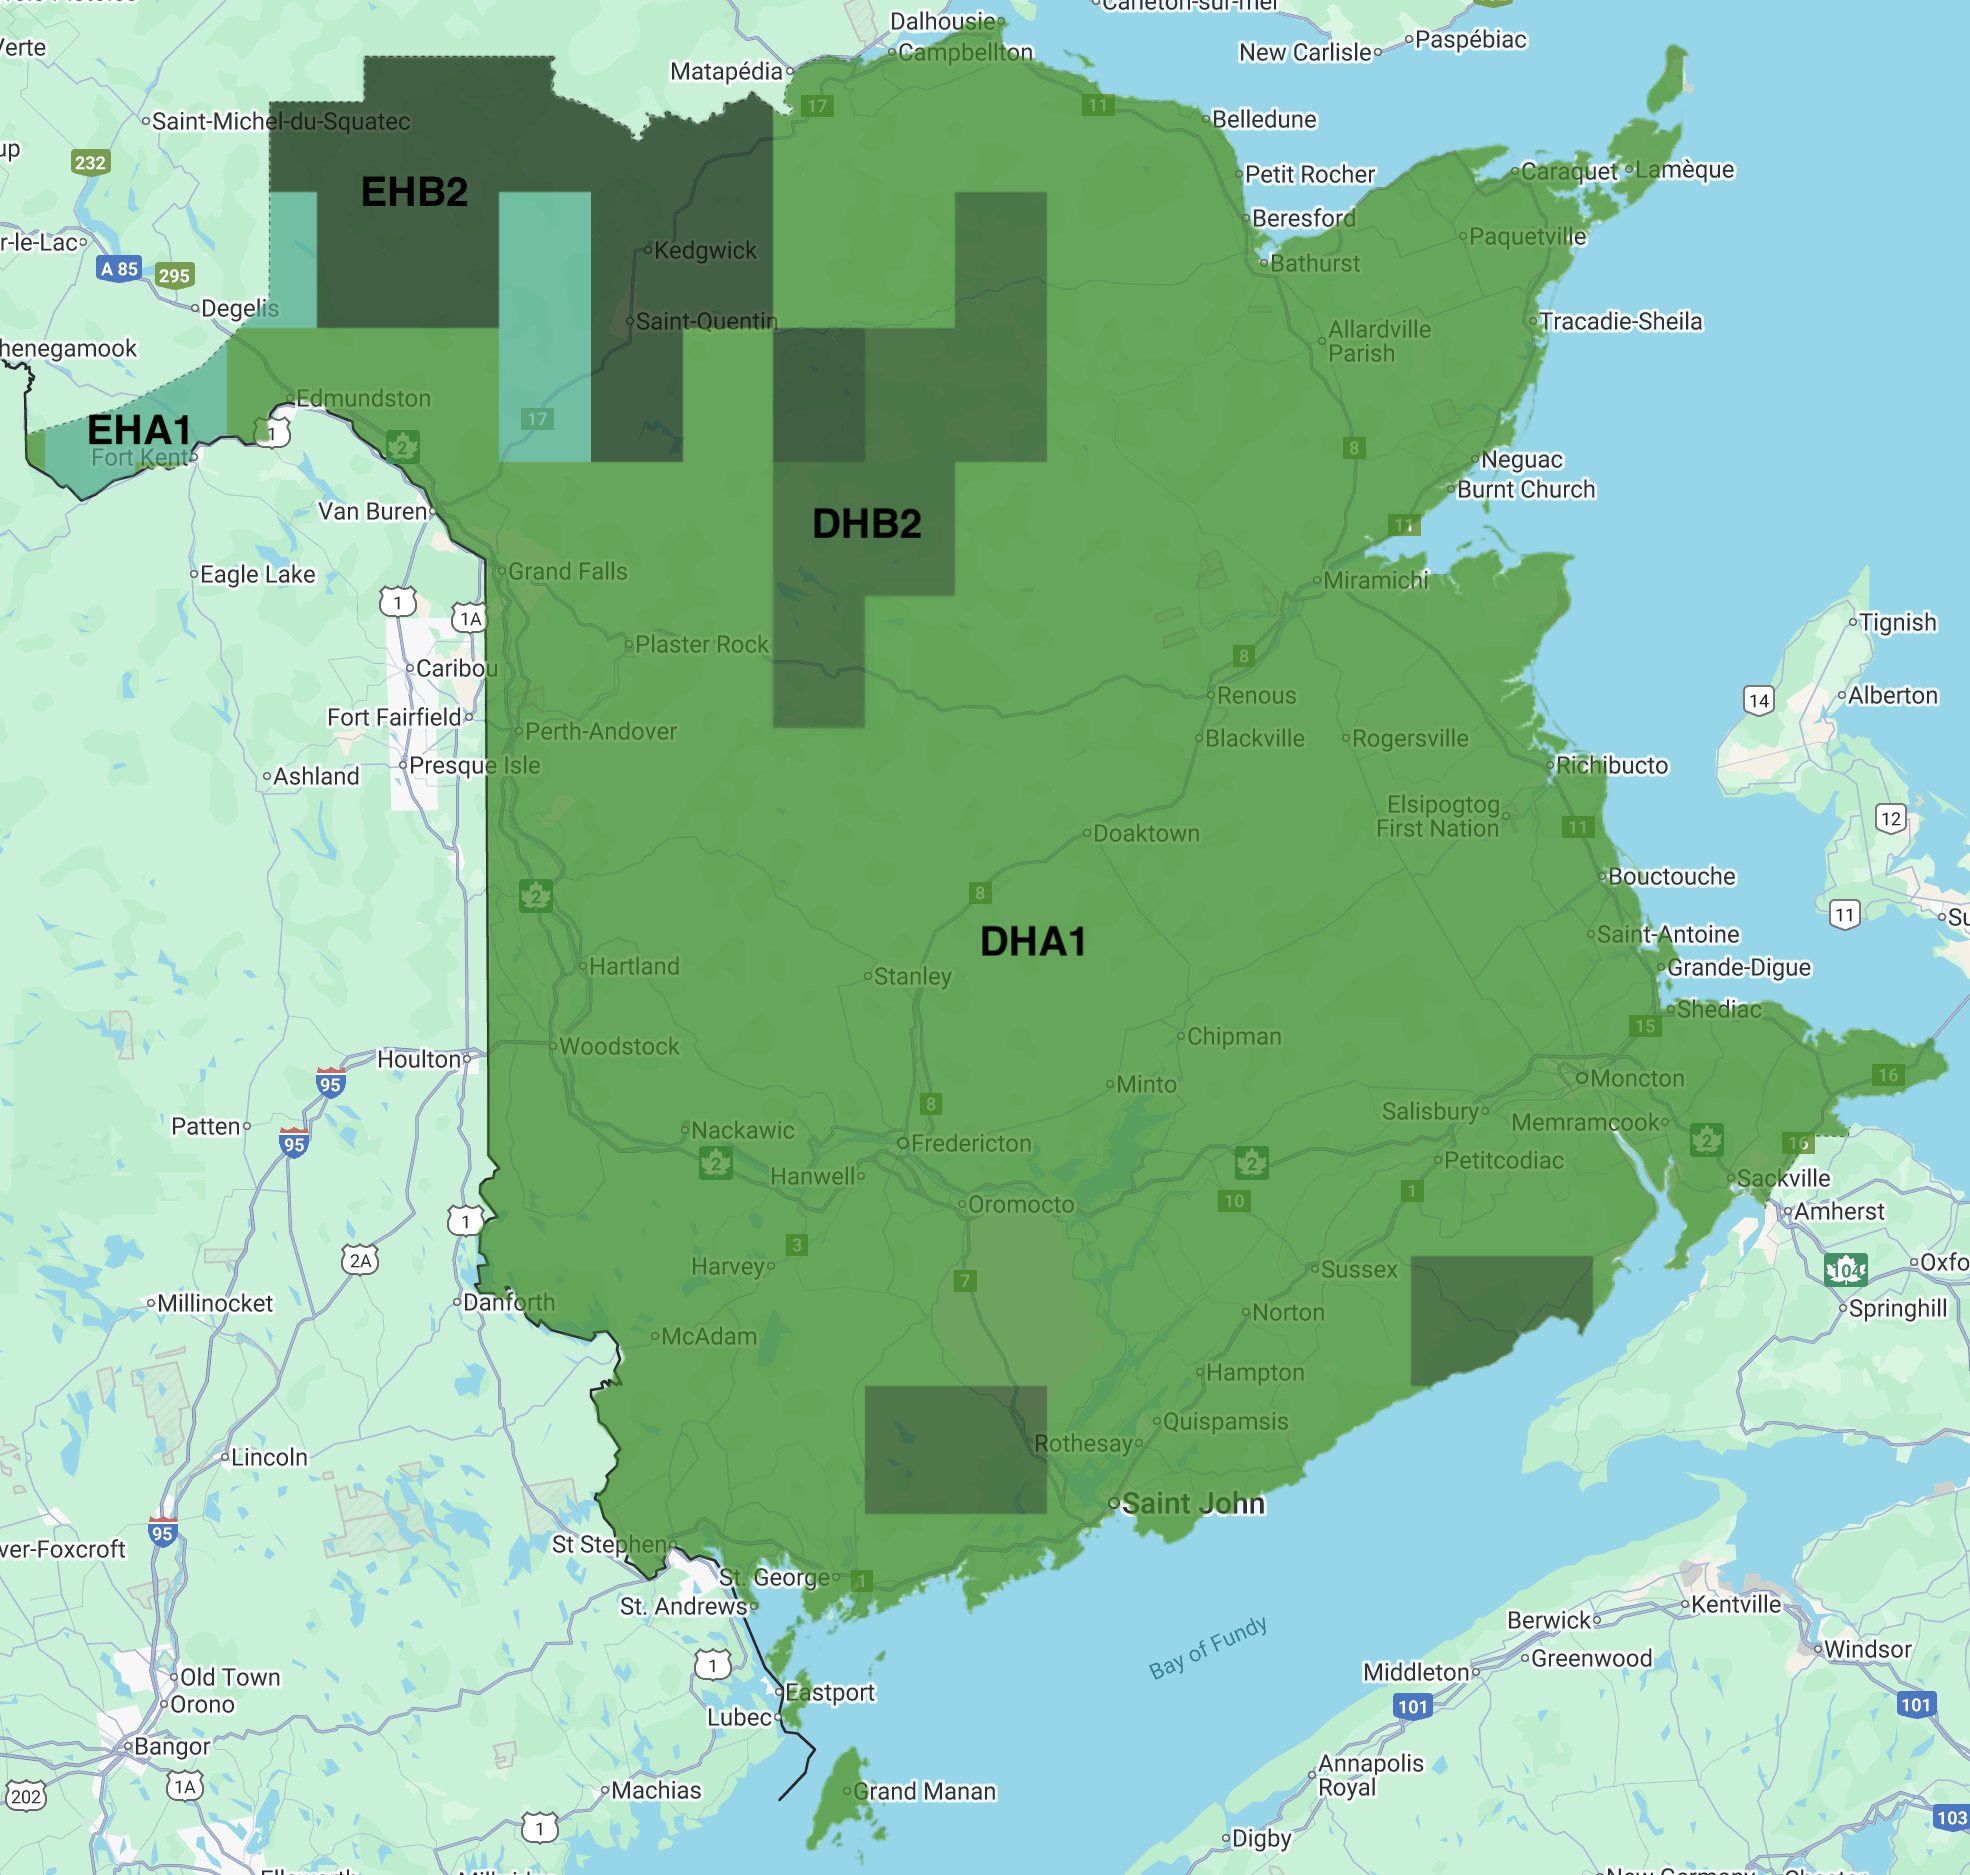 Carleton-sur-mer
Dalhousie
Campbellton
New Carlisle
Paspébiac
Verte
Matapédia
17
11
Belledune
Saint-Michel-du-Squatec
up
232
EHB2
Petit Rocher
Caraquet
Lamèque
Beresford
Paquetville
r-le-Lac
A 85
295
Kedgwick
Bathurst
Degelis
Saint-Quentin
Tracadie-Sheila
Allardville
Parish
henegamook
Edmundston
17
EHA1
1
2
8
Fort Kent
Neguac
Burnt Church
Van Buren
DHB2
11
Eagle Lake
Grand Falls
Miramichi
1
1A
Tignish
Plaster Rock
8
Caribou
Renous
14
Alberton
Fort Fairfield
Perth-Andover
Blackville
Rogersville
Presque Isle
Richibucto
Ashland
Elsipogtog
First Nation
12
11
Doaktown
Bouctouche
2
8
11
Su
DHA1
Saint-Antoine
Hartland
Stanley
Grande-Digue
Shediac
15
Woodstock
Chipman
Houlton
95
Minto
Moncton
16
8
Salisbury
Memramcook
Patten
95
Nackawic
Fredericton
2
16
2
Hanwell
2
Petitcodiac
Sackville
10
1
Oromocto
Amherst
1
3
2A
Harvey
7
Sussex
104
Oxfo
Millinocket
Danforth
Norton
Springhill
McAdam
Hampton
Quispamsis
Rothesay
Lincoln
Saint John
95
ver-Foxcroft
St Stephen
St. George
1
St. Andrews
Kentville
Berwick
Bay of Fundy
Windsor
Greenwood
1
Middleton
Old Town
Orono
Eastport
101
101
Lubec
Bangor
Annapolis
Royal
202
1A
Machias
Grand Manan
103
1
Digby